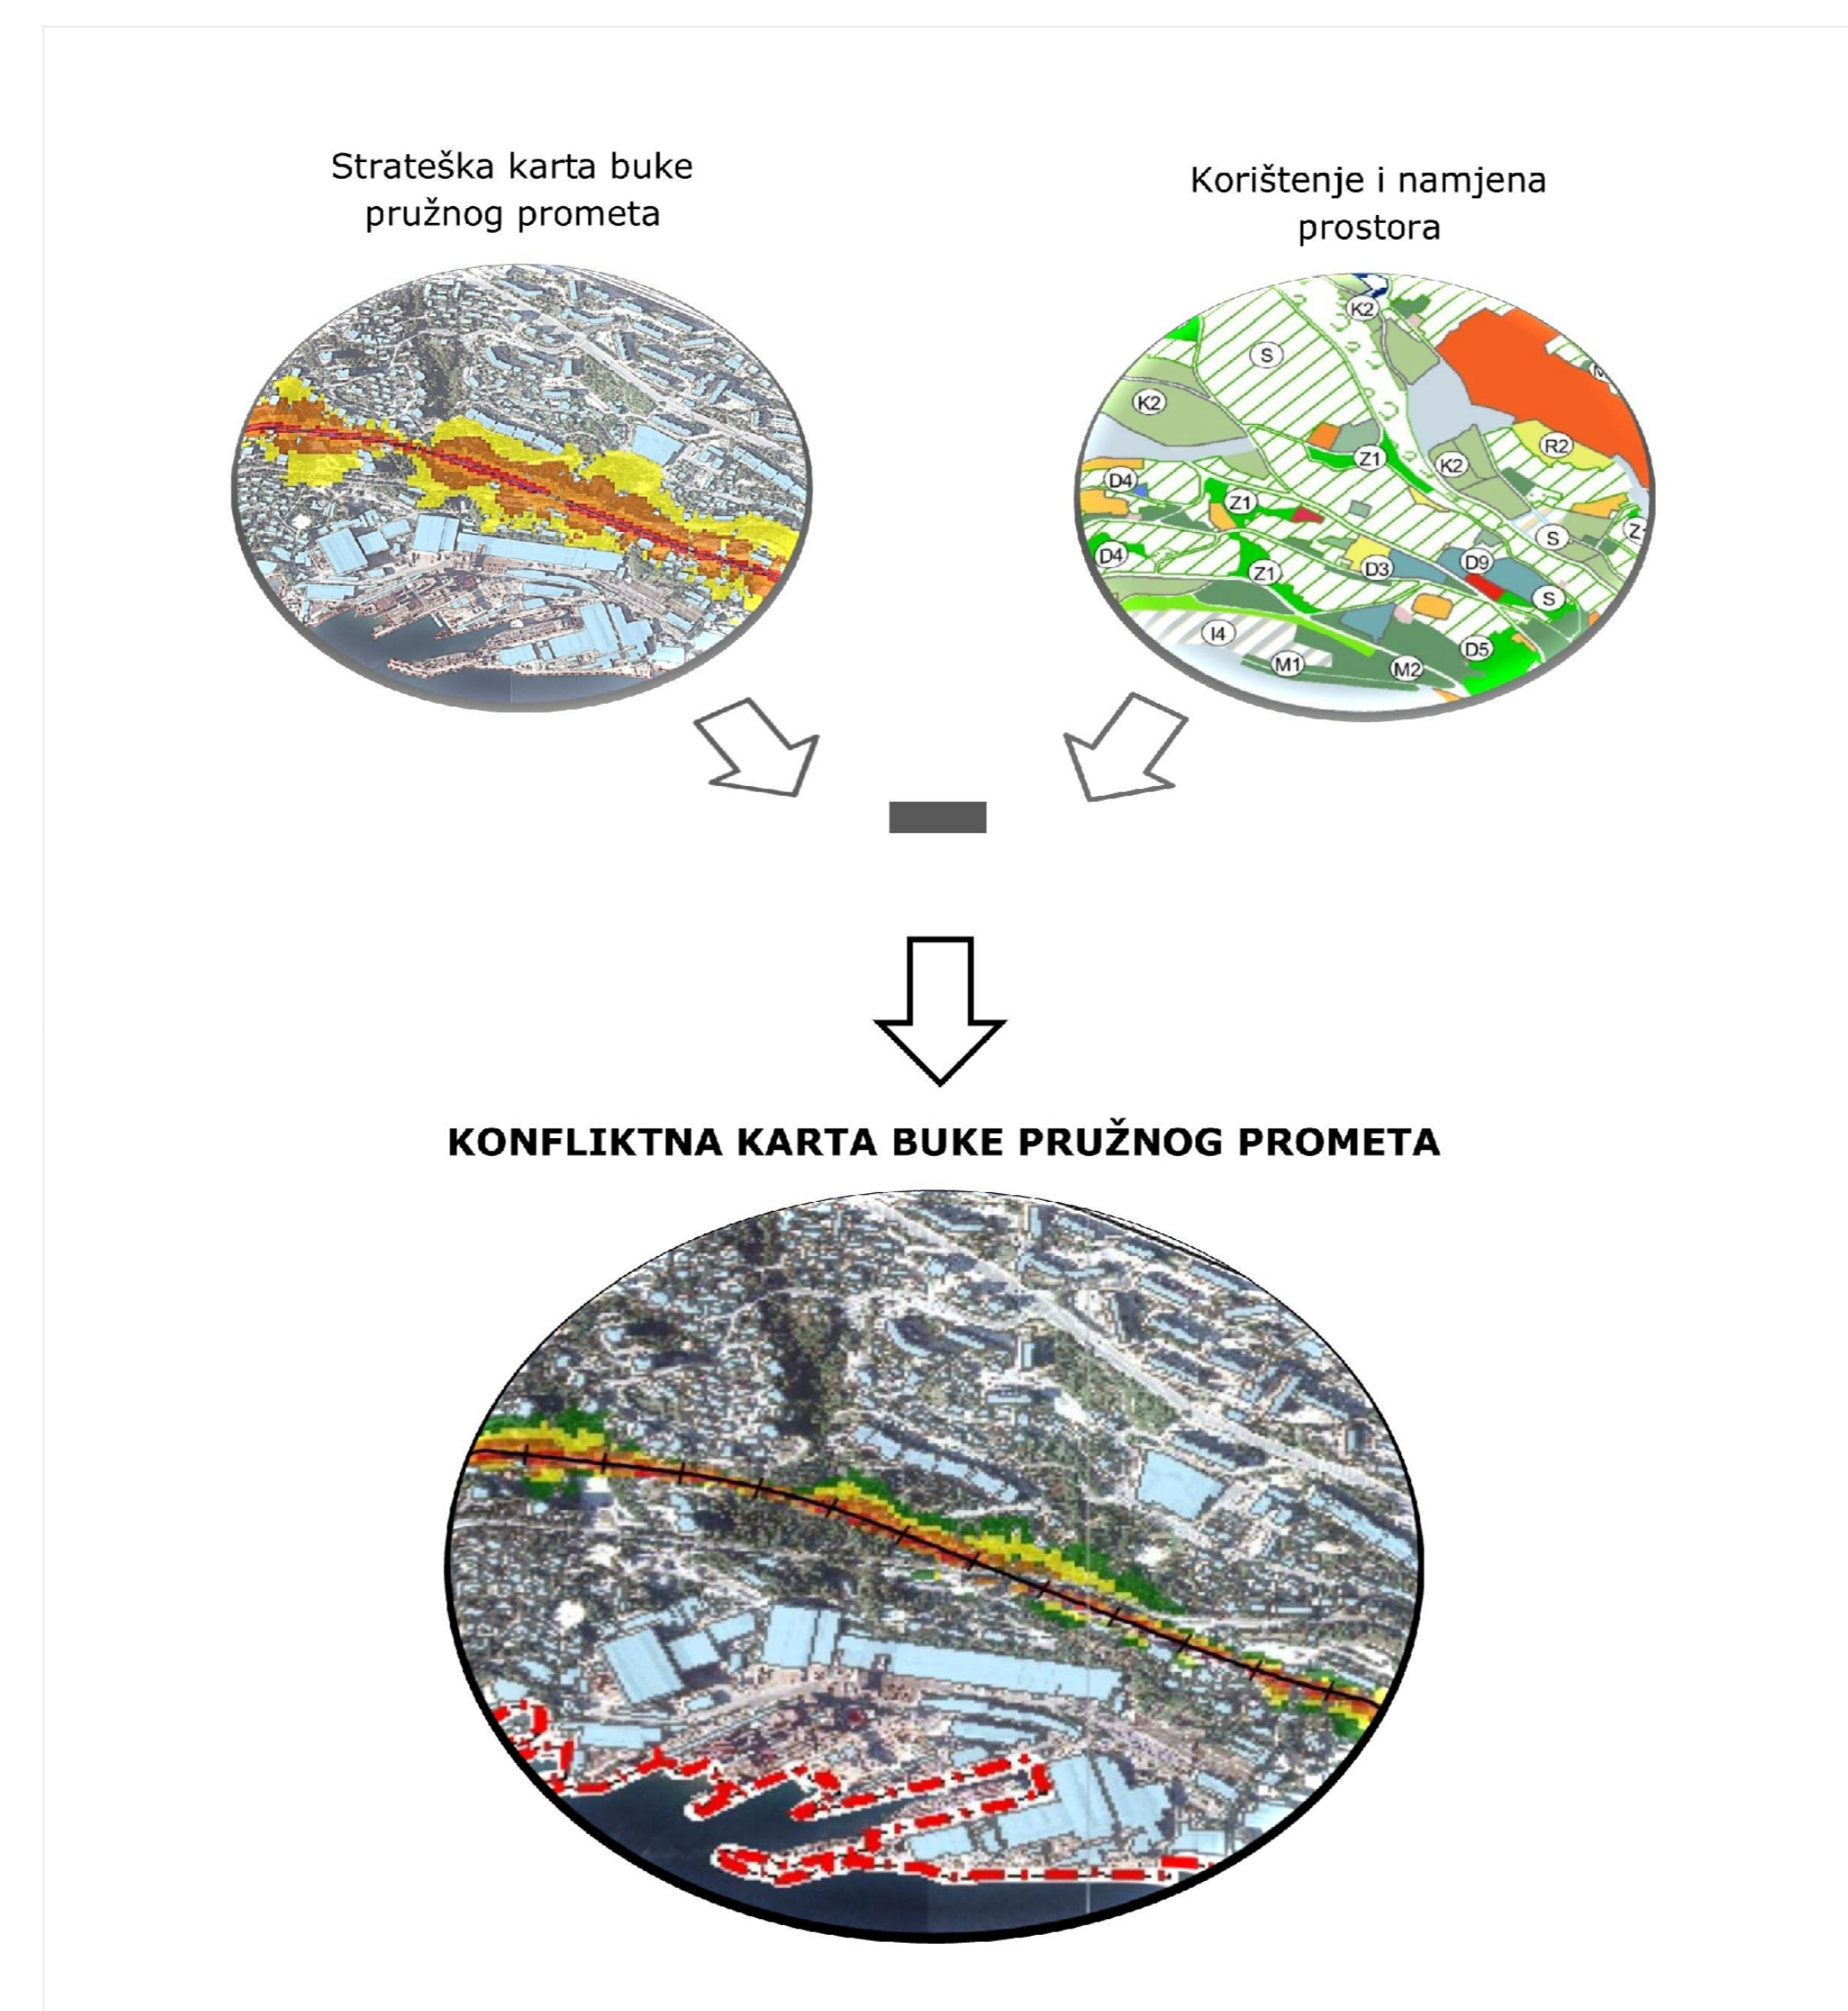 Strateška karta buke
pružnog prometa
Korištenje i namjena
prostora
K2
S
K2
R2
Z1
K2
D4
Z1
S
D4
Z1
D3
D9
S
I4
M1
M2
D5
KONFLIKTNA KARTA BUKE PRUŽNOG PROMETA